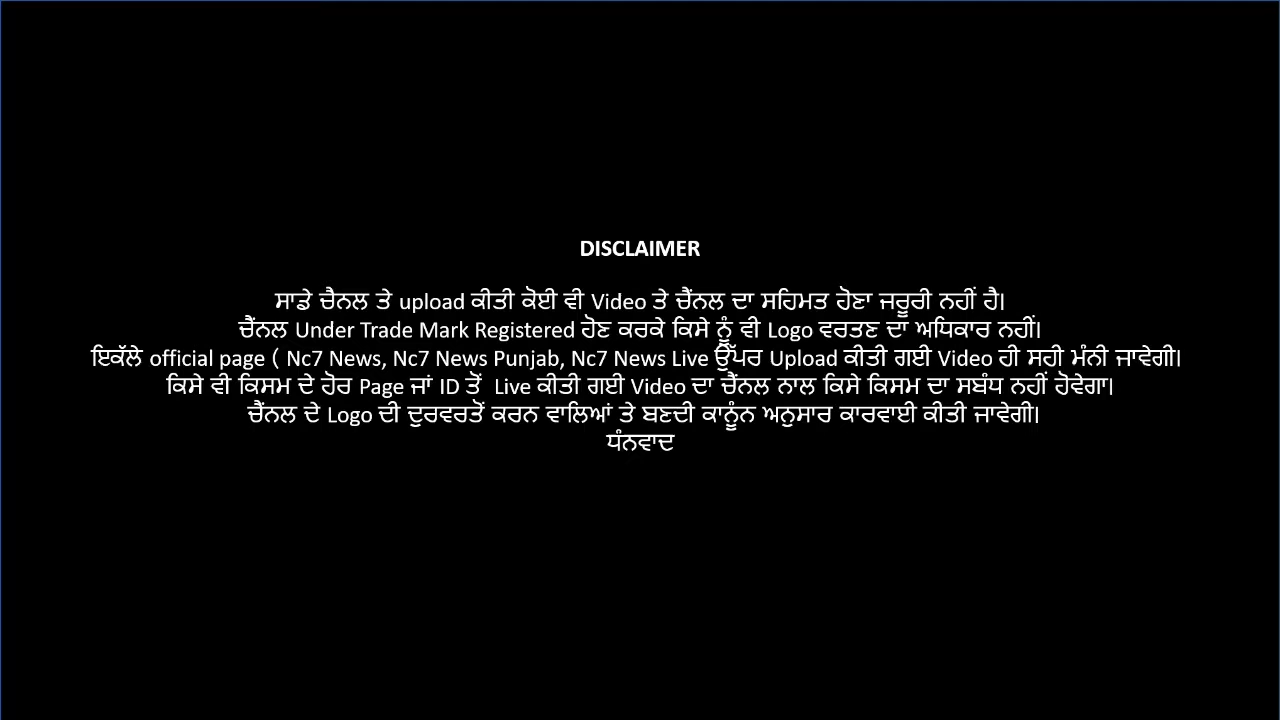 DISCLAIMER
ਸਾਡੇ ਚੈਨਲ ਤੇ upload ਕੀਤੀ ਕੋਈ ਵੀ Video ਤੇ ਚੈਂਨਲ ਦਾ ਸਹਿਮਤ ਹੋਣਾ ਜਰੂਰੀ ਨਹੀਂ ਹੈ।
ਚੈਂਨਲ Under Trade Mark Registered ਹੋਣ ਕਰਕੇ ਕਿਸੇ ਨੂੰ ਵੀ Logo ਵਰਤਣ ਦਾ ਅਧਿਕਾਰ ਨਹੀਂ।
ਇਕੱਲੇ official page ( Nc7 News, Nc7 News Punjab, Nc7 News Live ਉੱਪਰ Upload ਕੀਤੀ ਗਈ Video ਹੀ ਸਹੀ ਮੰਨੀ ਜਾਵੇਗੀ।
ਕਿਸੇ ਵੀ ਕਿਸਮ ਦੇ ਹੋਰ Page ਜਾਂ ID ਤੋਂ Live ਕੀਤੀ ਗਈ Video ਦਾ ਚੈਂਨਲ ਨਾਲ ਕਿਸੇ ਕਿਸਮ ਦਾ ਸਬੰਧ ਨਹੀਂ ਹੋਵੇਗਾ।
ਚੈਂਨਲ ਦੇ Logo ਦੀ ਦੁਰਵਰਤੋਂ ਕਰਨ ਵਾਲਿਆਂ ਤੇ ਬਣਦੀ ਕਾਨੂੰਨ ਅਨੁਸਾਰ ਕਾਰਵਾਈ ਕੀਤੀ ਜਾਵੇਗੀ।
ਧੰਨਵਾਦ